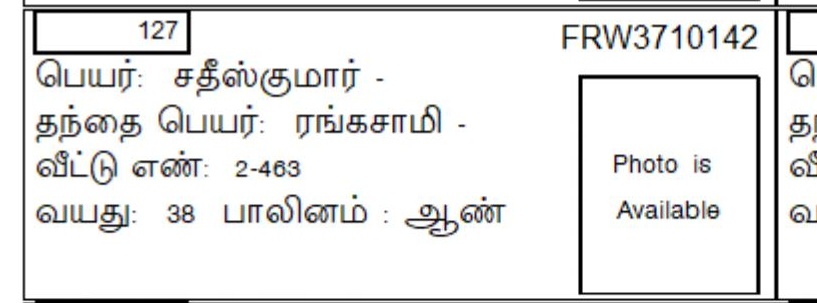 127
FRW3710142
பெயர்: சதீஸ்குமார் -
தந்தை பெயர்: ரங்கசாமி -
வீட்டு எண்: 2-463
வயது: 38 பாலினம் : ஆண்
Photo is
Available